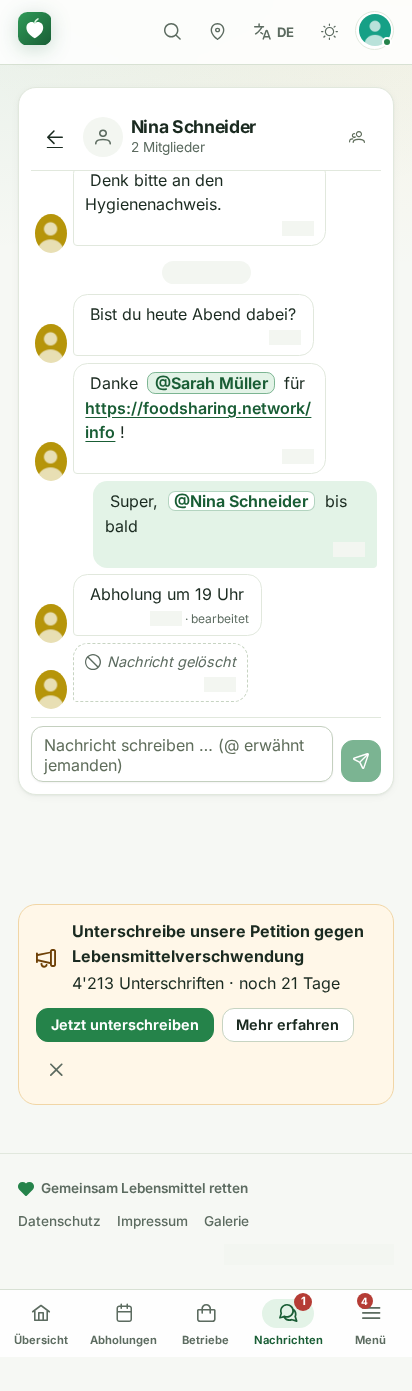 DE
Nina Schneider
2 Mitglieder
Denk bitte an den
Hygienenachweis.
Bist du heute Abend dabei?
Danke @Sarah Müller für
https://foodsharing.network/
info !
Super, @Nina Schneider bis
bald
Abholung um 19 Uhr
· bearbeitet
Nachricht gelöscht
Nachricht schreiben … (@ erwähnt
jemanden)
Unterschreibe unsere Petition gegen
Lebensmittelverschwendung
4'213 Unterschriften · noch 21 Tage
Jetzt unterschreiben Mehr erfahren
Gemeinsam Lebensmittel retten
Datenschutz Impressum Galerie
1 4
Übersicht Abholungen Betriebe Nachrichten Menü